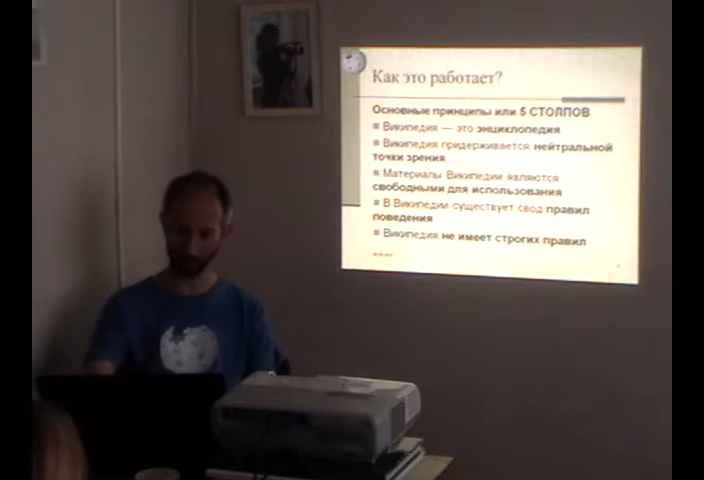 Как это работает?
Основные принципы или 5 СТОЛПОВ
Википедия — это энциклопедия
Википедия придерживается нейтральной
точки зрения
Материалы Википедии являются
свободными для использования
В Википедии существует свод правил
поведения
Википедия не имеет строгих правил